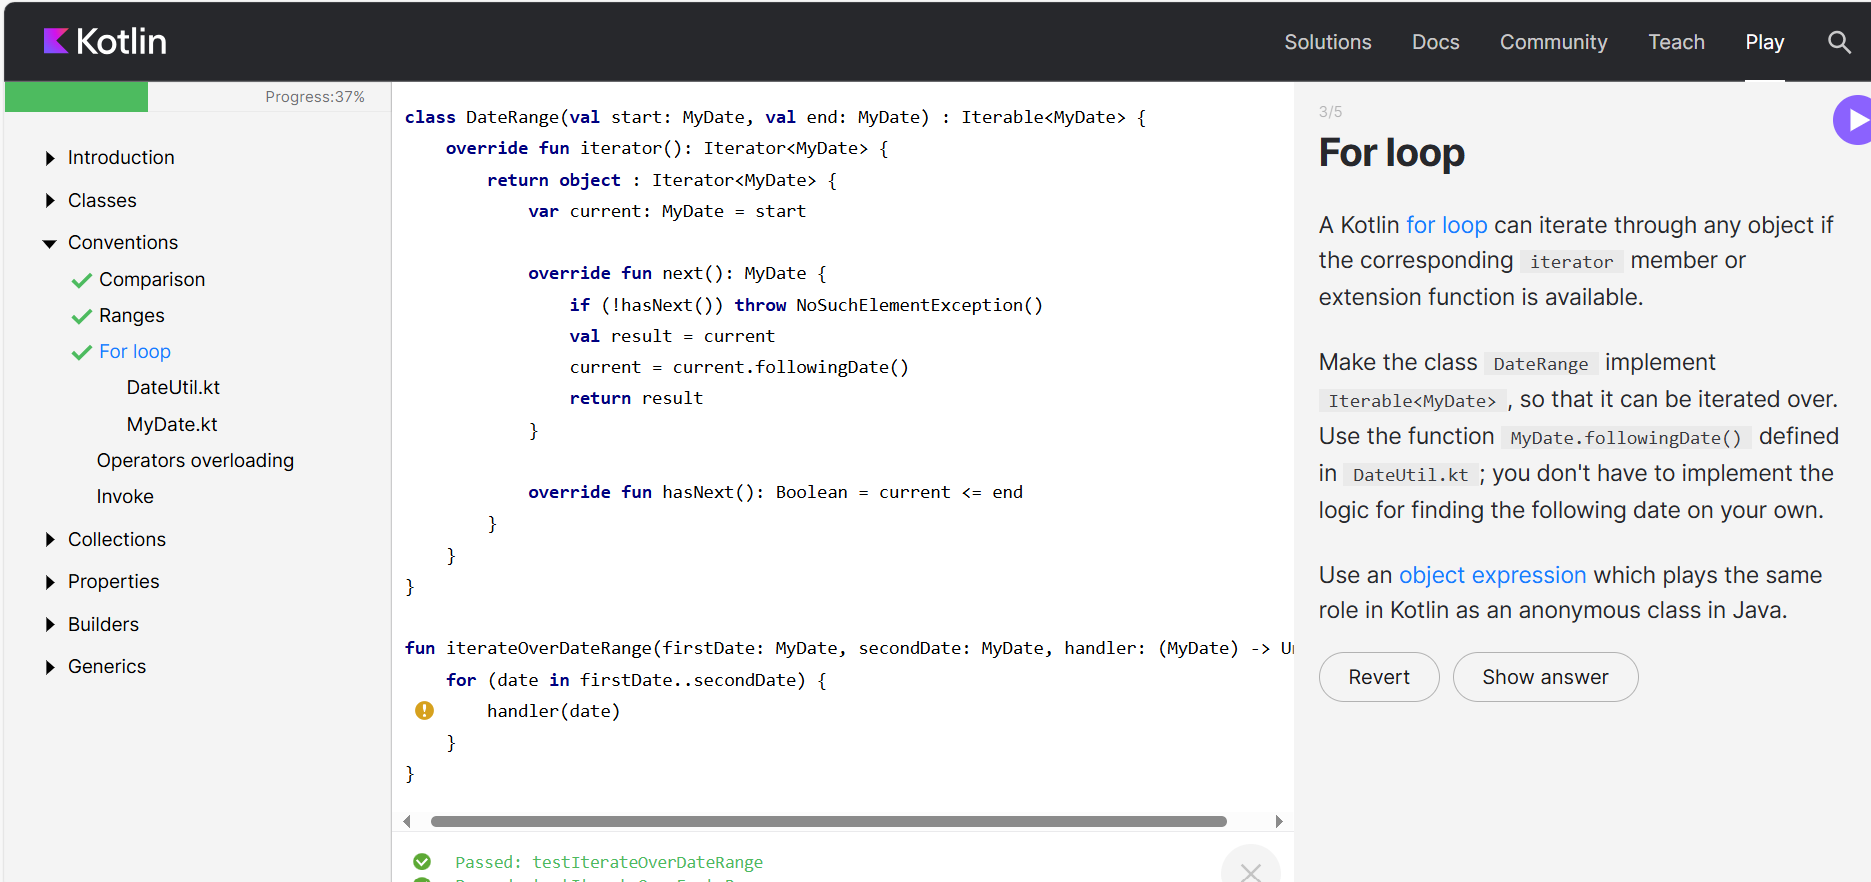 Kotlin
Solutions Docs Community Teach Play
Progress:37%
Introduction
Classes
Conventions
Comparison
Ranges
For loop
DateUtil.kt
MyDate.kt
Operators overloading
Invoke
Collections
Properties
Builders
Generics
class DateRange(val start: MyDate, val end: MyDate) : Iterable<MyDate> {
override fun iterator(): Iterator<MyDate> {
return object : Iterator<MyDate> {
var current: MyDate = start
override fun next(): MyDate {
if (!hasNext()) throw NoSuchElementException()
val result = current
current = current.followingDate()
return result
}
override fun hasNext(): Boolean = current <= end
}
}
}
fun iterateOverDateRange(firstDate: MyDate, secondDate: MyDate, handler: (MyDate) ->
for (date in firstDate..secondDate) {
handler(date)
}
}
Passed: testIterateOverDateRange
3/5
For loop
A Kotlin for loop can iterate through any object if
the corresponding iterator member or
extension function is available.
Make the class DateRange implement
Iterable<MyDate> , so that it can be iterated over.
Use the function MyDate.followingDate() defined
in DateUtil.kt ; you don't have to implement the
logic for finding the following date on your own.
Use an object expression which plays the same
role in Kotlin as an anonymous class in Java.
Revert Show answer